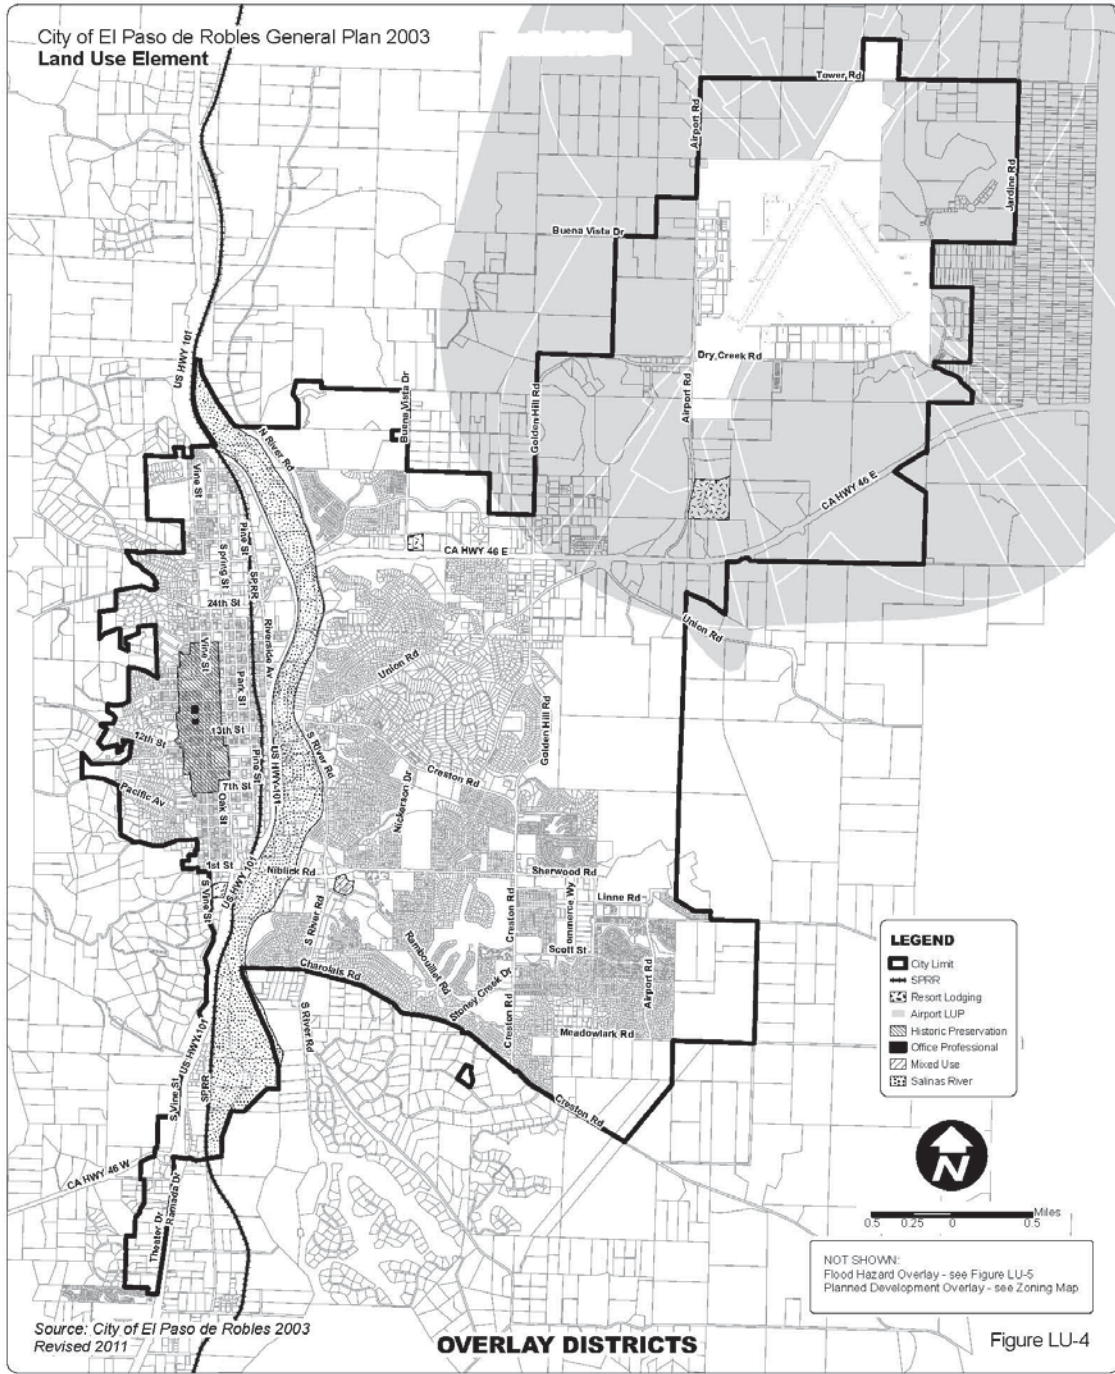 City of El Paso de Robles General Plan 2003
Land Use Element
Tower Rd
Airport Rd
Jardine Rd
Buena Vista Dr
US HWY 101
Dry Creek Rd
Airport Rd
Golden Hill Rd
Buena Vista Dr
N River Rd
Vine St
CA HWY 46 E
Pine St
Spring St
SPRR
CA HWY 46 E
24th St
Riverside Av
Union Rd
Vine St
Union Rd
Park St
Golden Hill Rd
12th St
13th St
S River Rd
US HWY 101
Pine St
Creston Rd
Nickerson Dr
Pacific Av
7th St
Oak St
1st St
Niblick Rd
Sherwood Rd
US HWY 101
S Vine St
Linne Rd
Commerce Wy
Creston Rd
S River Rd
Rambouillet Rd
Scott St
Charolais Rd
Stoney Creek Dr
Airport Rd
Creston Rd
Meadowlark Rd
S River Rd
US HWY 101
S Vine St
SPRR
Creston Rd
CA HWY 46 W
Ramada Dr
Theater Dr
LEGEND
City Limit
SPRR
Resort Lodging
Airport LUP
Historic Preservation
Office Professional
Mixed Use
Salinas River
N
Miles
0.5 0.25 0 0.5
NOT SHOWN:
Flood Hazard Overlay - see Figure LU-5
Planned Development Overlay - see Zoning Map
Source: City of El Paso de Robles 2003
Revised 2011
OVERLAY DISTRICTS
Figure LU-4